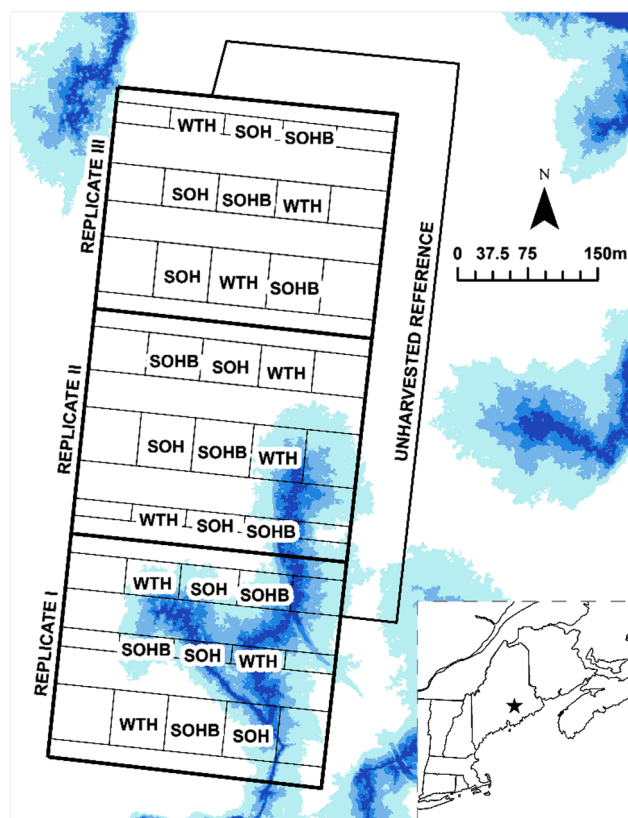 WTH SOH SOHB
SOH SOHB WTH
SOH WTH SOHB
REPLICATE III
SOHB SOH WTH
SOH SOHB WTH
WTH SOH SOHB
REPLICATE II
WTH SOH SOHB
SOHB SOH WTH
WTH SOHB SOH
REPLICATE I
UNHARVESTED REFERENCE
N
0 37.5 75 150m